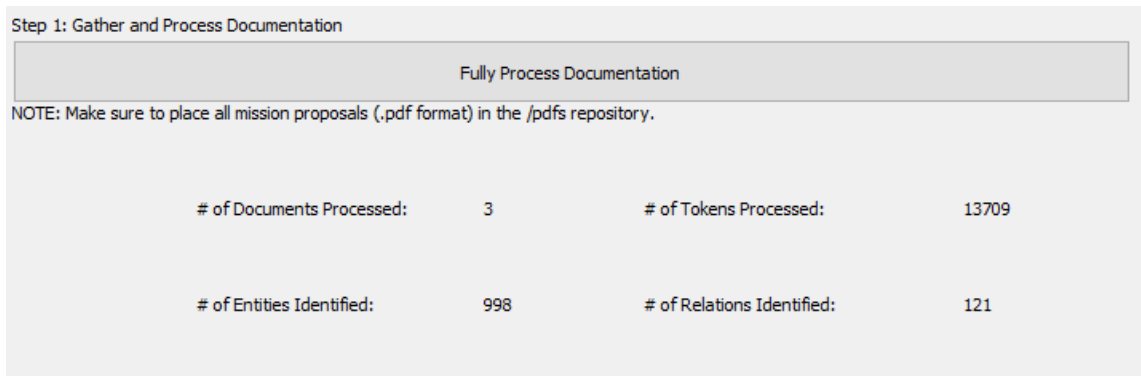 Step 1: Gather and Process Documentation
Fully Process Documentation
NOTE: Make sure to place all mission proposals (.pdf format) in the /pdfs repository.
# of Documents Processed: 3 # of Tokens Processed: 13709
# of Entities Identified: 998 # of Relations Identified: 121